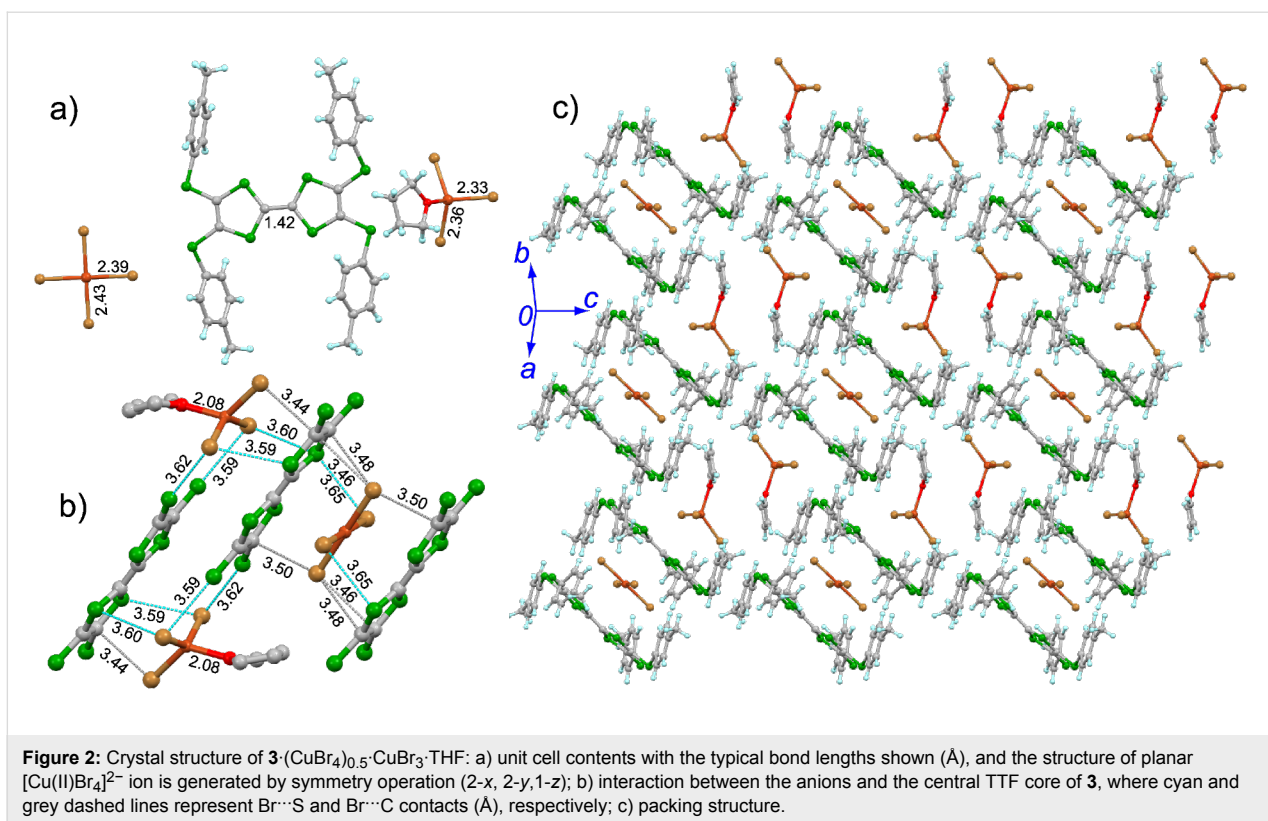 a)
1.42
2.33
2.36
2.39
2.43
b)
2.08
3.44
3.60
3.59
3.48
3.46
3.65
3.50
3.62
3.59
3.50
3.65
3.46
3.48
3.59
3.62
3.59
3.60
3.44
2.08
c)
b
0
c
a
Figure 2: Crystal structure of 3·(CuBr₄)₀.₅·CuBr₃·THF: a) unit cell contents with the typical bond lengths shown (Å), and the structure of planar
[Cu(II)Br₄]²⁻ ion is generated by symmetry operation (2-x, 2-y,1-z); b) interaction between the anions and the central TTF core of 3, where cyan and
grey dashed lines represent Br···S and Br···C contacts (Å), respectively; c) packing structure.